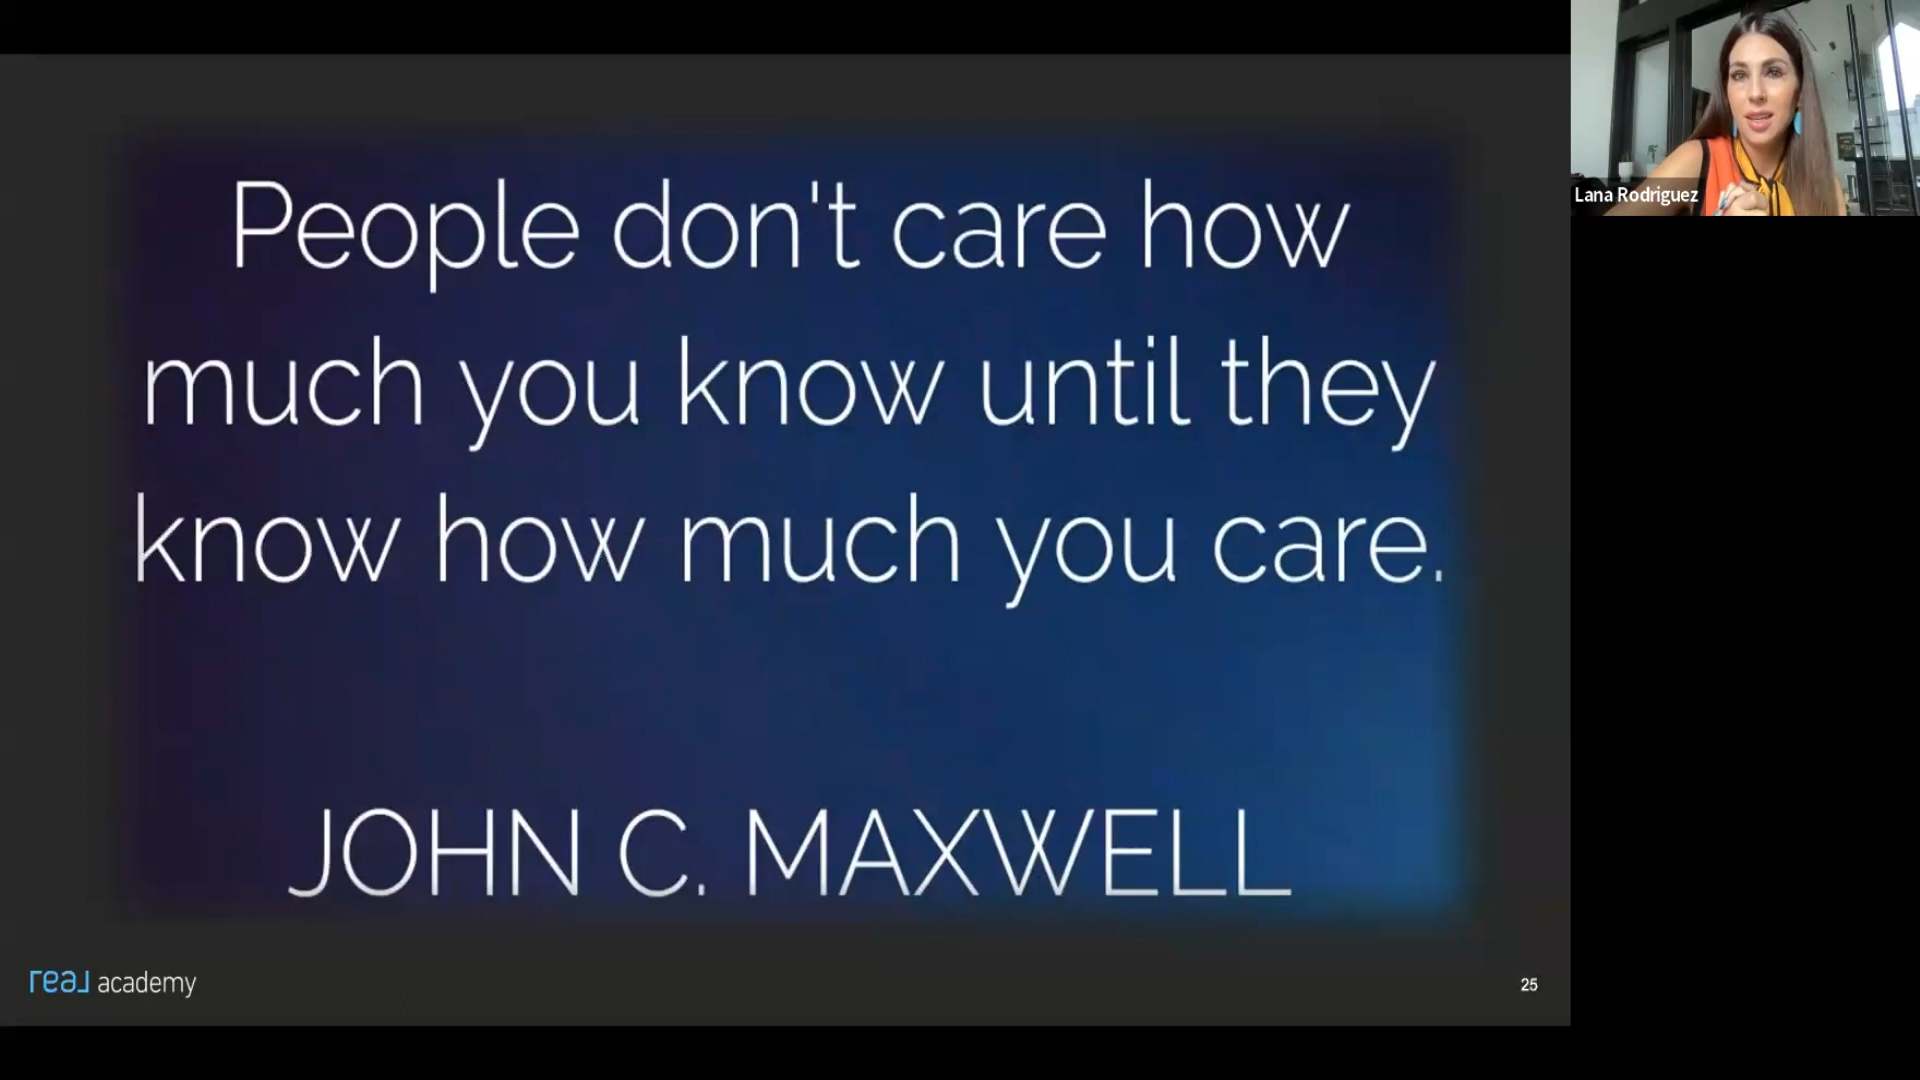 People don't care how
much you know until they
know how much you care.
JOHN C. MAXWELL
real academy
25
Lana Rodriguez